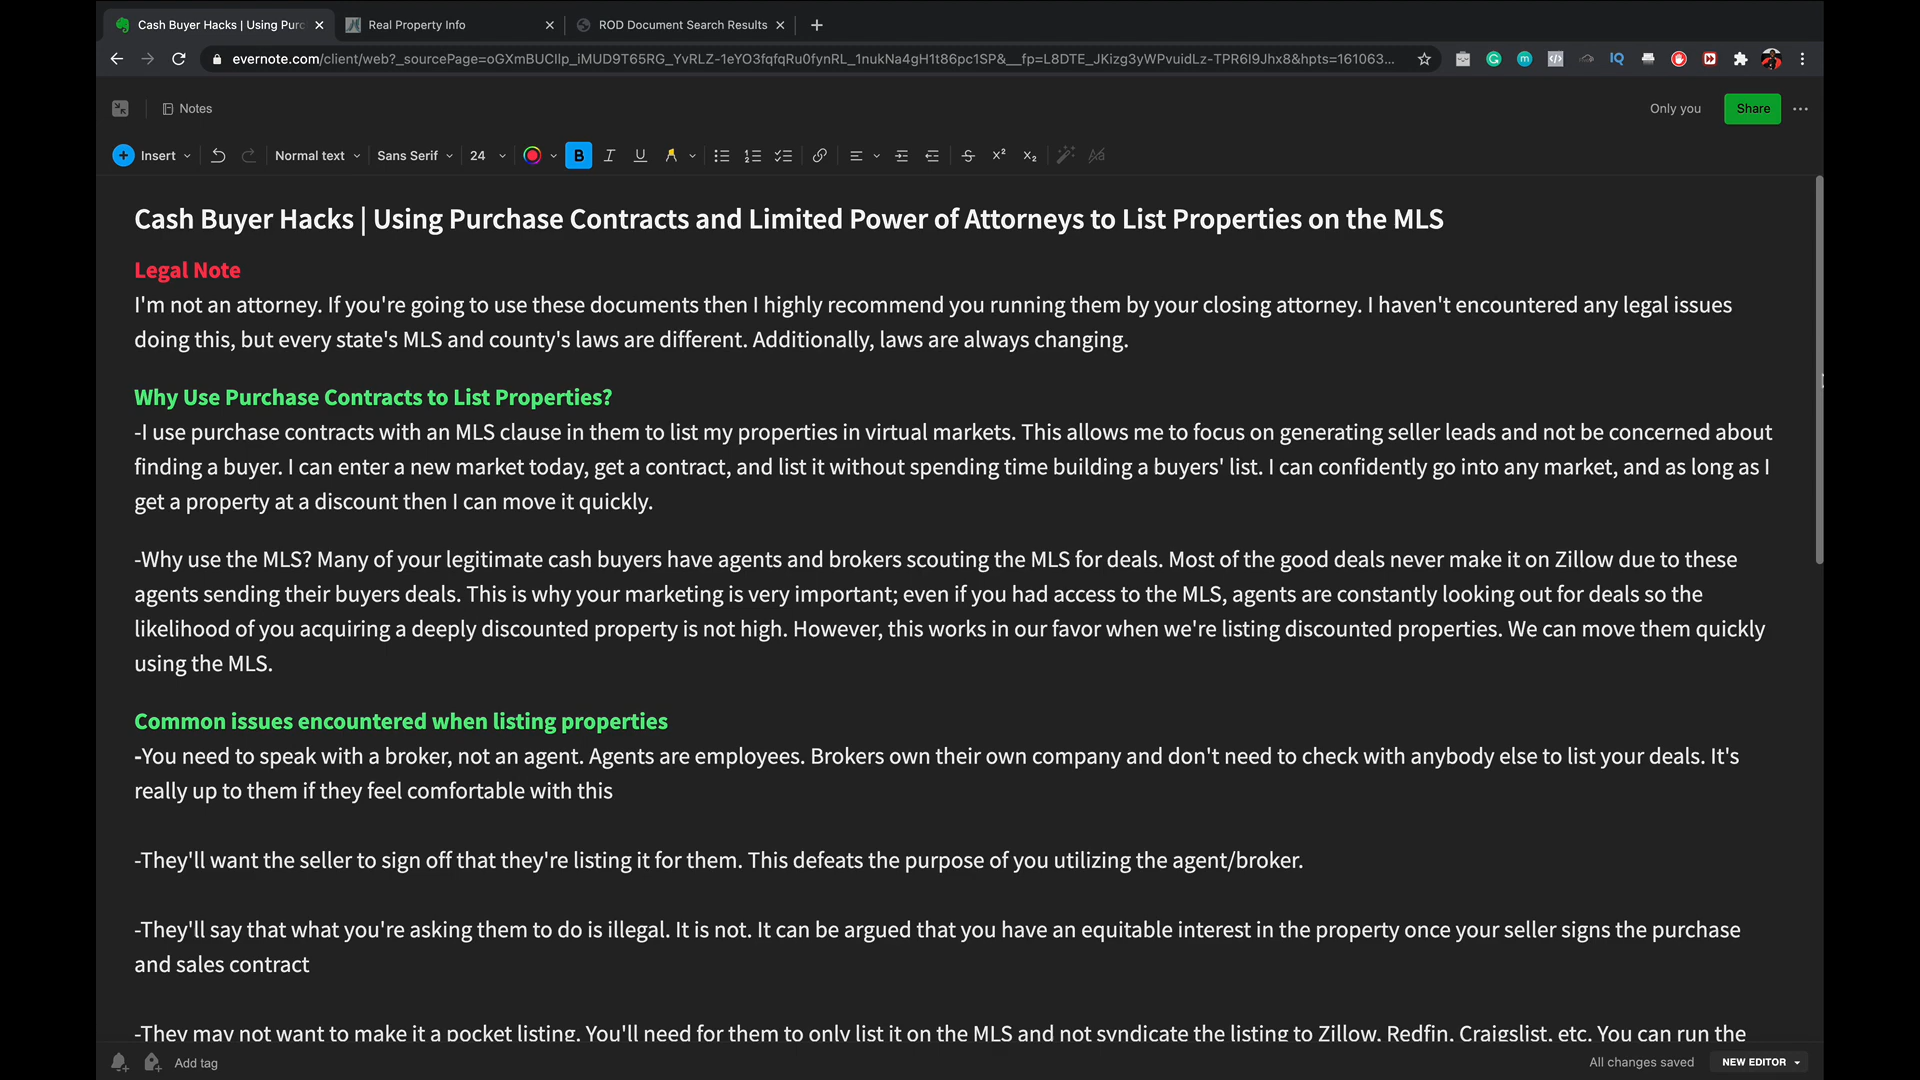 Cash Buyer Hacks | Using Purc
Real Property Info
ROD Document Search Results
evernote.com/client/web?_sourcePage=oGXmBUCIlp_iMUD9T65RG_YvRLZ-1eYO3fqfqRu0fynRL_1nukNa4gH1t86pc1SP&__fp=L8DTE_JKizg3yWPvuidLz-TPR6I9Jhx8&hpts=161063...
Notes
Only you
Share
Insert
Normal text
Sans Serif
24
Cash Buyer Hacks | Using Purchase Contracts and Limited Power of Attorneys to List Properties on the MLS
Legal Note
I'm not an attorney. If you're going to use these documents then I highly recommend you running them by your closing attorney. I haven't encountered any legal issues
doing this, but every state's MLS and county's laws are different. Additionally, laws are always changing.
Why Use Purchase Contracts to List Properties?
-I use purchase contracts with an MLS clause in them to list my properties in virtual markets. This allows me to focus on generating seller leads and not be concerned about
finding a buyer. I can enter a new market today, get a contract, and list it without spending time building a buyers' list. I can confidently go into any market, and as long as I
get a property at a discount then I can move it quickly.
-Why use the MLS? Many of your legitimate cash buyers have agents and brokers scouting the MLS for deals. Most of the good deals never make it on Zillow due to these
agents sending their buyers deals. This is why your marketing is very important; even if you had access to the MLS, agents are constantly looking out for deals so the
likelihood of you acquiring a deeply discounted property is not high. However, this works in our favor when we're listing discounted properties. We can move them quickly
using the MLS.
Common issues encountered when listing properties
-You need to speak with a broker, not an agent. Agents are employees. Brokers own their own company and don't need to check with anybody else to list your deals. It's
really up to them if they feel comfortable with this
-They'll want the seller to sign off that they're listing it for them. This defeats the purpose of you utilizing the agent/broker.
-They'll say that what you're asking them to do is illegal. It is not. It can be argued that you have an equitable interest in the property once your seller signs the purchase
and sales contract
-They may not want to make it a pocket listing. You'll need for them to only list it on the MLS and not syndicate the listing to Zillow, Redfin, Craigslist, etc. You can run the
Add tag
All changes saved
NEW EDITOR